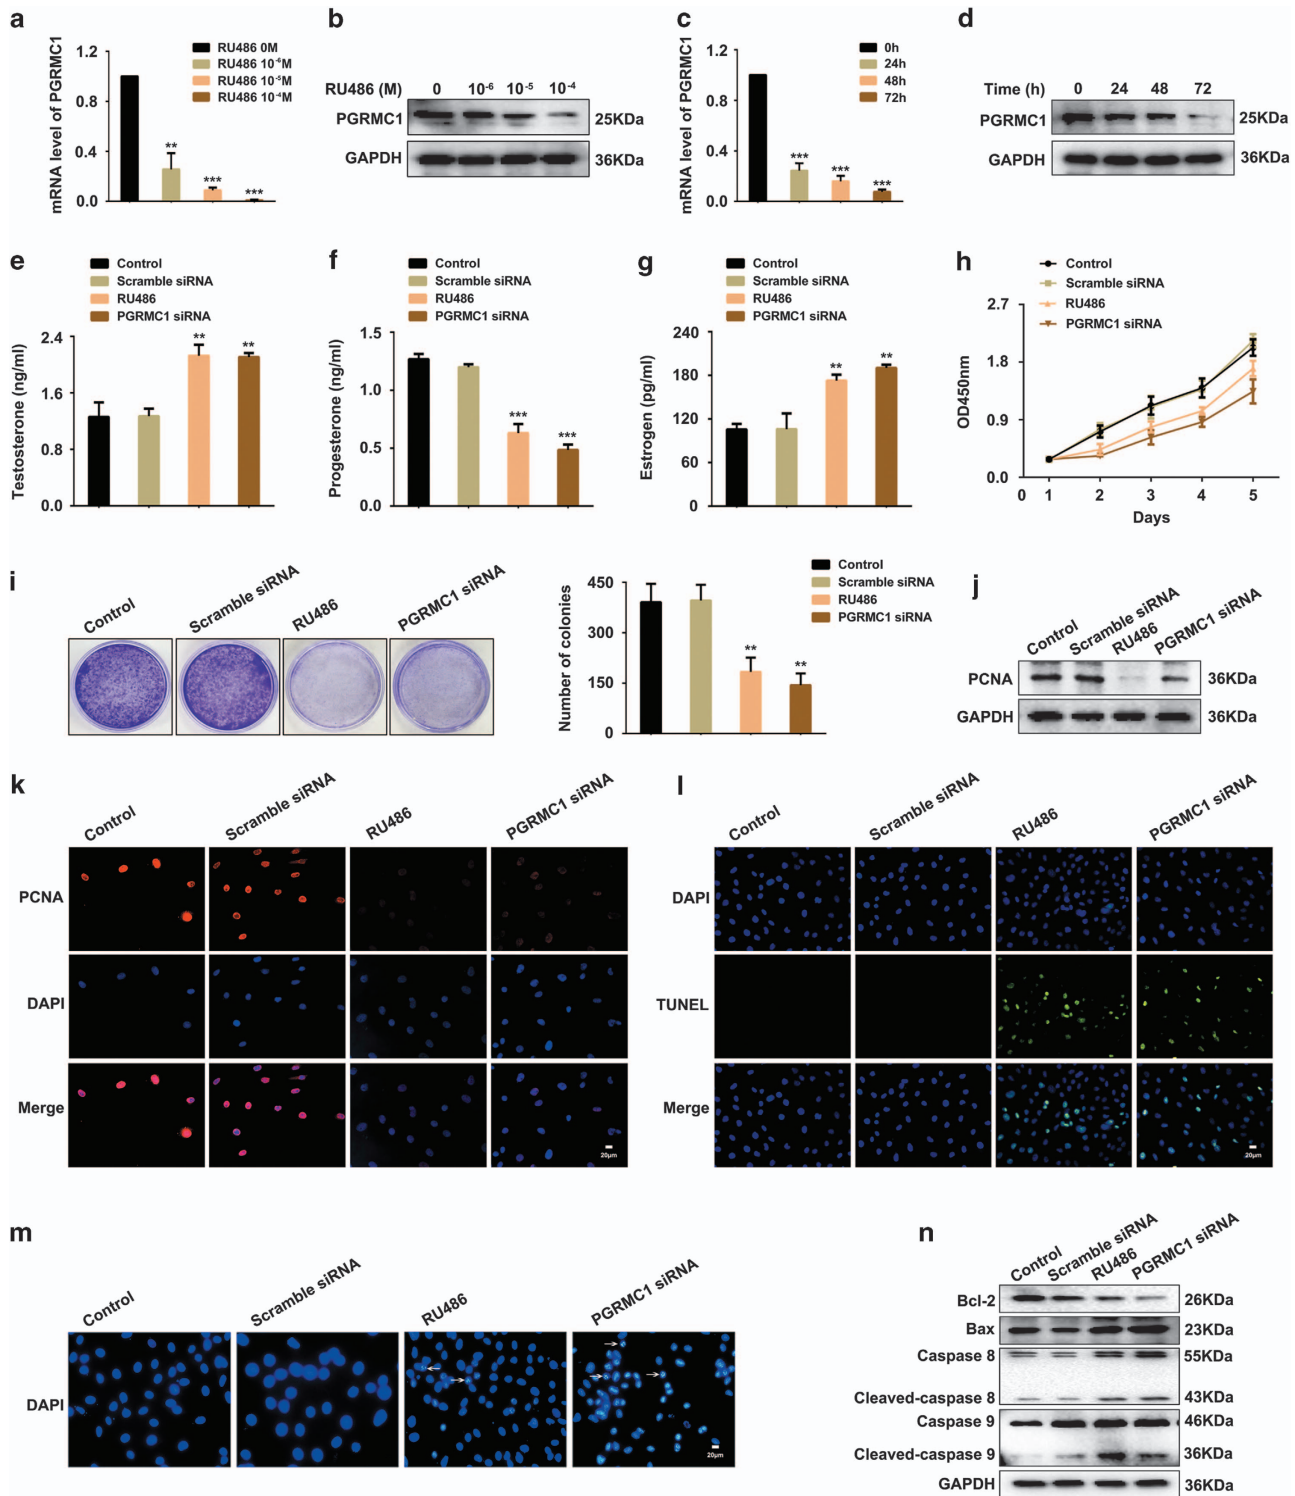 a
mRNA level of PGRMC1
1.2
0.8
0.4
0.0
RU486 0M
RU486 10⁻⁶M
RU486 10⁻⁵M
RU486 10⁻⁴M
**
***
***
b
RU486 (M) 0 10⁻⁶ 10⁻⁵ 10⁻⁴
PGRMC1 25KDa
GAPDH 36KDa
c
mRNA level of PGRMC1
1.2
0.8
0.4
0.0
0h
24h
48h
72h
***
***
***
d
Time (h) 0 24 48 72
PGRMC1 25KDa
GAPDH 36KDa
e
Control
Scramble siRNA
RU486
PGRMC1 siRNA
Testosterone (ng/ml)
2.4
1.6
0.8
0.0
** **
f
Control
Scramble siRNA
RU486
PGRMC1 siRNA
Progesterone (ng/ml)
1.5
1.0
0.5
0.0
***
***
g
Control
Scramble siRNA
RU486
PGRMC1 siRNA
Estrogen (pg/ml)
240
180
120
60
0
**
**
h
Control
Scramble siRNA
RU486
PGRMC1 siRNA
OD450nm
2.7
1.8
0.9
0.0
0 1 2 3 4 5
Days
i
Control Scramble siRNA RU486 PGRMC1 siRNA
Number of colonies
450
300
150
0
Control
Scramble siRNA
RU486
PGRMC1 siRNA
**
**
j
Control Scramble siRNA RU486 PGRMC1 siRNA
PCNA 36KDa
GAPDH 36KDa
k
Control Scramble siRNA RU486 PGRMC1 siRNA
PCNA
DAPI
Merge
20μm
l
Control Scramble siRNA RU486 PGRMC1 siRNA
DAPI
TUNEL
Merge
20μm
m
Control Scramble siRNA RU486 PGRMC1 siRNA
DAPI
20μm
n
Control Scramble siRNA RU486 PGRMC1 siRNA
Bcl-2 26KDa
Bax 23KDa
Caspase 8 55KDa
Cleaved-caspase 8 43KDa
Caspase 9 46KDa
Cleaved-caspase 9 36KDa
GAPDH 36KDa